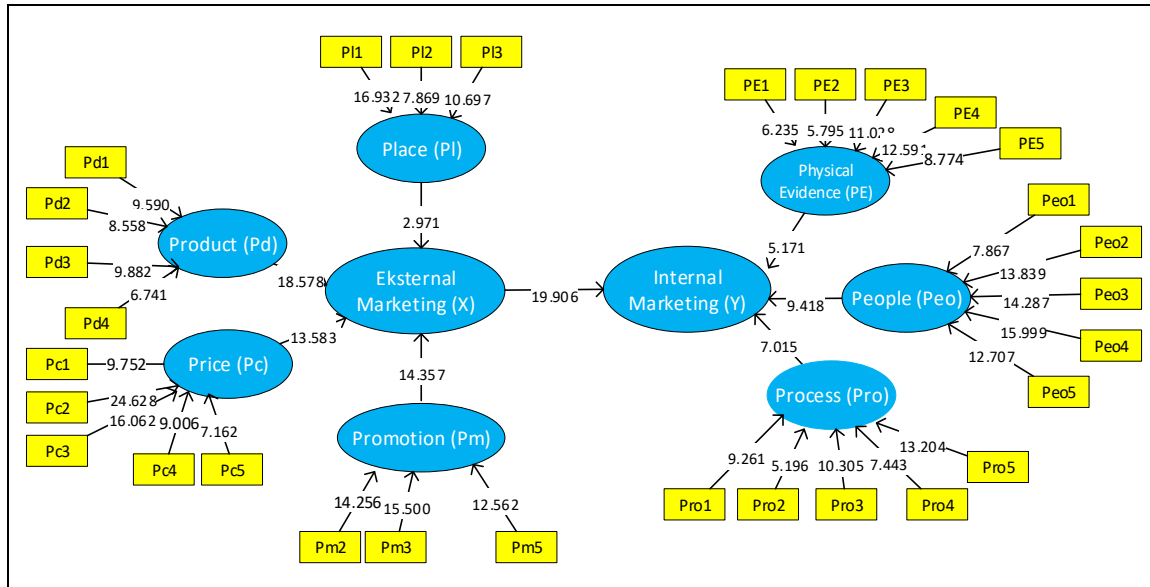 Pl1
Pl2
Pl3
16.932
7.869
10.697
Place (Pl)
2.971
Pd1
Pd2
Pd3
Pd4
9.590
8.558
9.882
6.741
Product (Pd)
18.578
Eksternal
Marketing (X)
19.906
Pc1
Pc2
Pc3
Pc4
Pc5
9.752
24.628
16.062
9.006
7.162
Price (Pc)
13.583
14.357
Promotion (Pm)
14.256
15.500
12.562
Pm2
Pm3
Pm5
PE1
PE2
PE3
PE4
PE5
6.235
5.795
12.591
8.774
Physical
Evidence (PE)
5.171
Internal
Marketing (Y)
9.418
People (Peo)
Peo1
Peo2
Peo3
Peo4
Peo5
7.867
13.839
14.287
15.999
12.707
7.015
Process (Pro)
9.261
5.196
10.305
7.443
13.204
Pro1
Pro2
Pro3
Pro4
Pro5